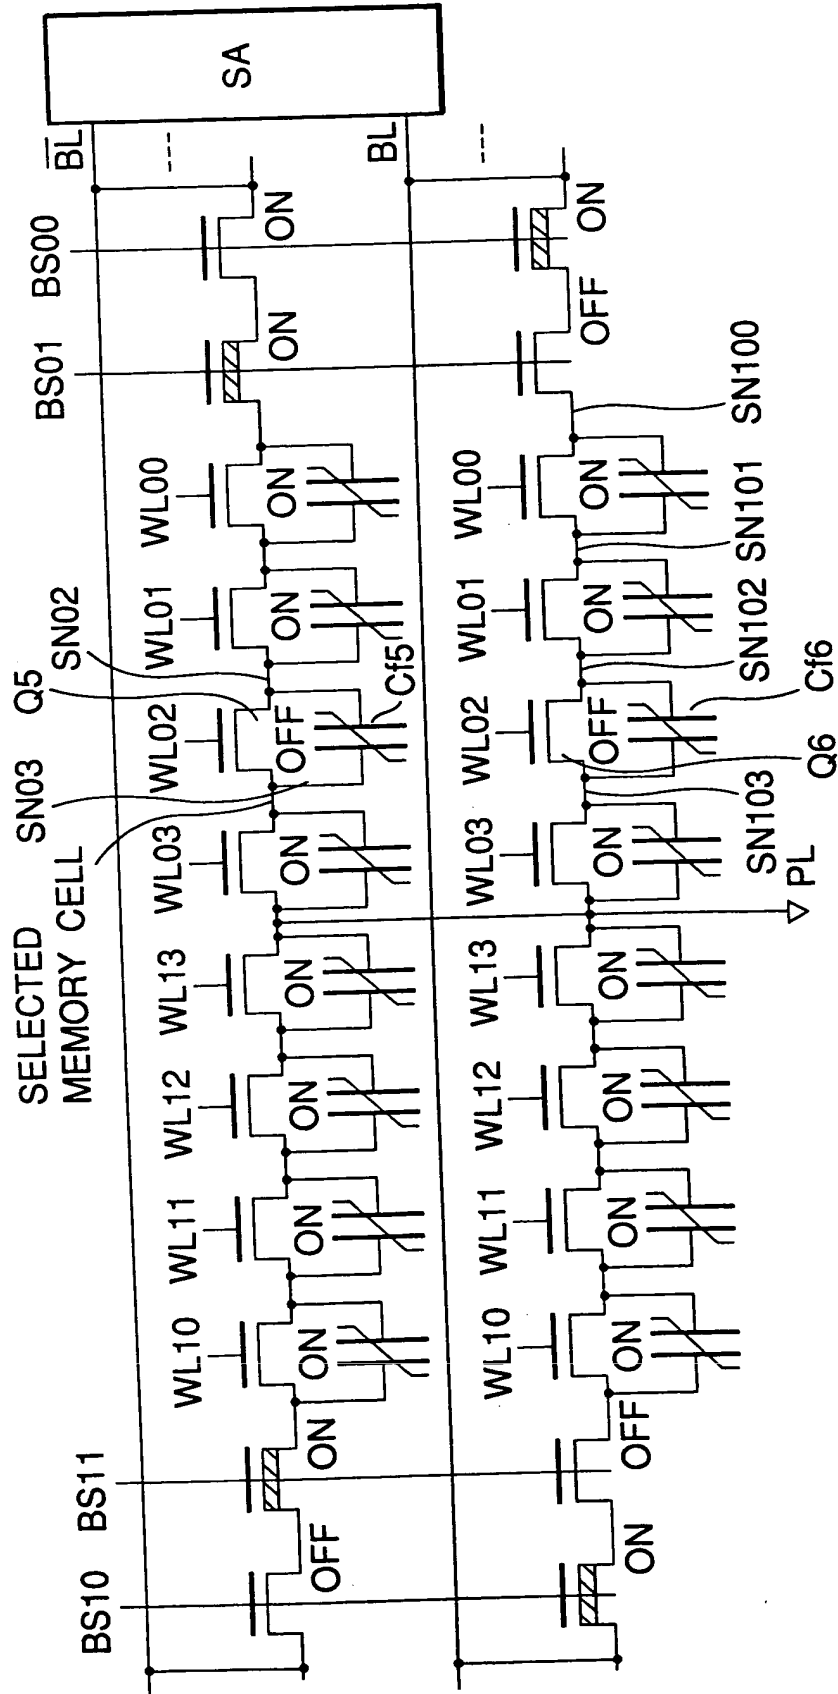 SELECTED
MEMORY CELL
SN03
Q5
SN02
BS10
BS11
BS01
BS00
B̅L̅
SA
WL10
WL11
WL12
WL13
WL03
WL02
WL01
WL00
---
OFF
ON
ON
ON
ON
ON
ON
OFF
ON
ON
ON
ON
Cf5
BL
WL10
WL11
WL12
WL13
WL03
WL02
WL01
WL00
---
ON
OFF
ON
ON
ON
ON
ON
OFF
ON
ON
OFF
ON
SN103
SN102
SN101
SN100
PL
Q6
Cf6